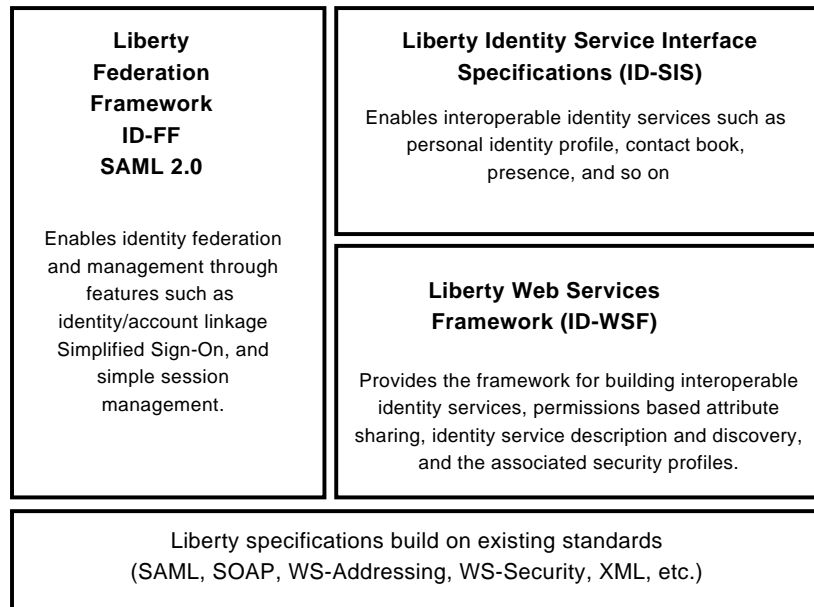 Liberty
Federation
Framework
ID-FF
SAML 2.0
Enables identity federation
and management through
features such as
identity/account linkage
Simplified Sign-On, and
simple session
management.
Liberty Identity Service Interface
Specifications (ID-SIS)
Enables interoperable identity services such as
personal identity profile, contact book,
presence, and so on
Liberty Web Services
Framework (ID-WSF)
Provides the framework for building interoperable
identity services, permissions based attribute
sharing, identity service description and discovery,
and the associated security profiles.
Liberty specifications build on existing standards
(SAML, SOAP, WS-Addressing, WS-Security, XML, etc.)